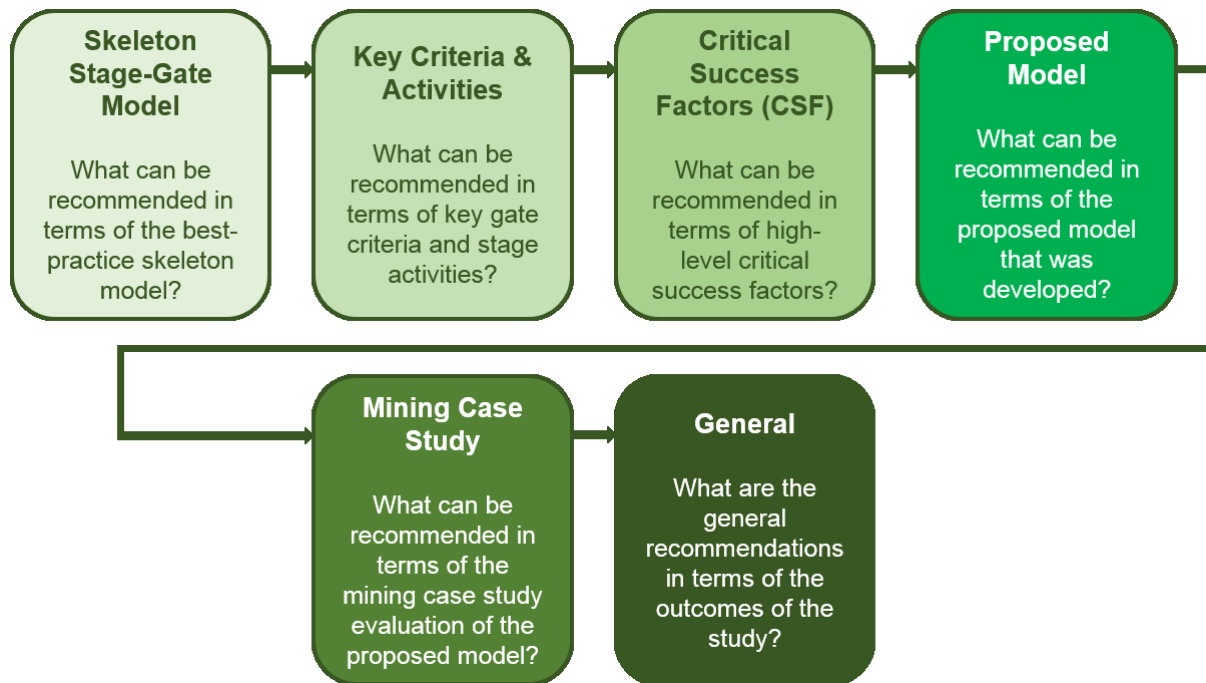 Skeleton
Stage-Gate
Model
What can be
recommended in
terms of the best-
practice skeleton
model?
Key Criteria &
Activities
What can be
recommended in
terms of key gate
criteria and stage
activities?
Critical
Success
Factors (CSF)
What can be
recommended in
terms of high-
level critical
success factors?
Proposed
Model
What can be
recommended in
terms of the
proposed model
that was
developed?
Mining Case
Study
What can be
recommended in
terms of the
mining case study
evaluation of the
proposed model?
General
What are the
general
recommendations
in terms of the
outcomes of the
study?